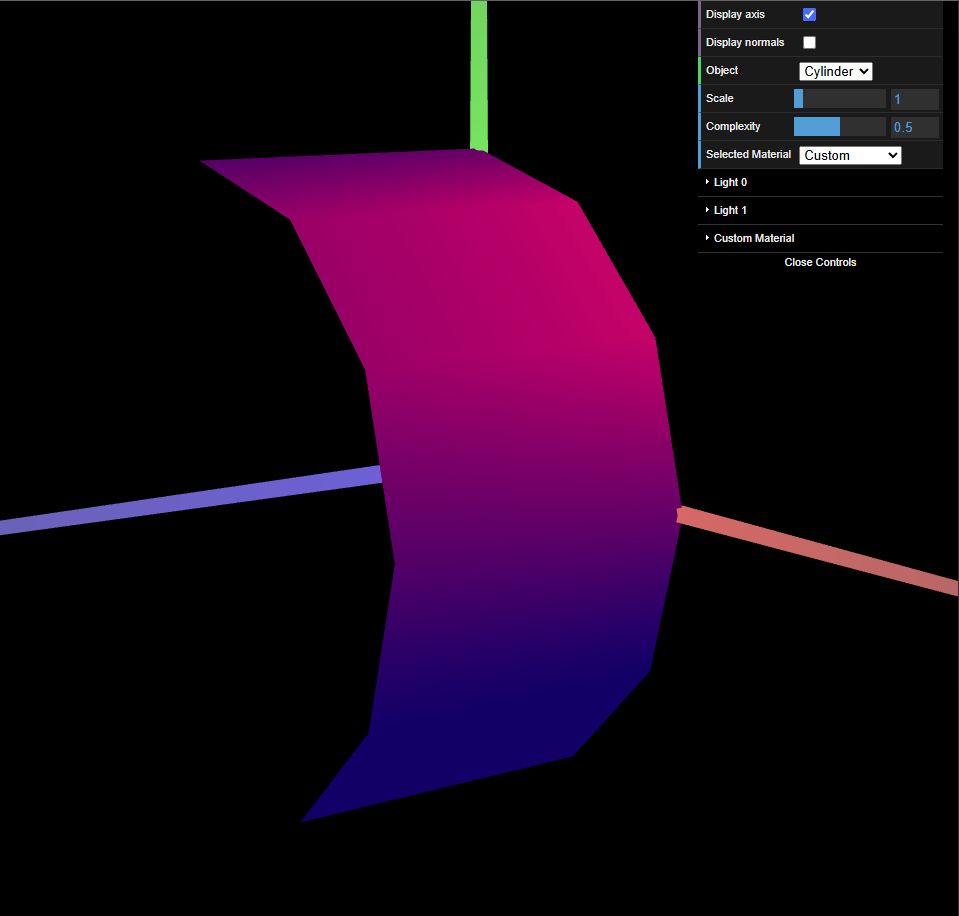 Display axis
Display normals
Object Cylinder
Scale 1
Complexity 0.5
Selected Material Custom
Light 0
Light 1
Custom Material
Close Controls